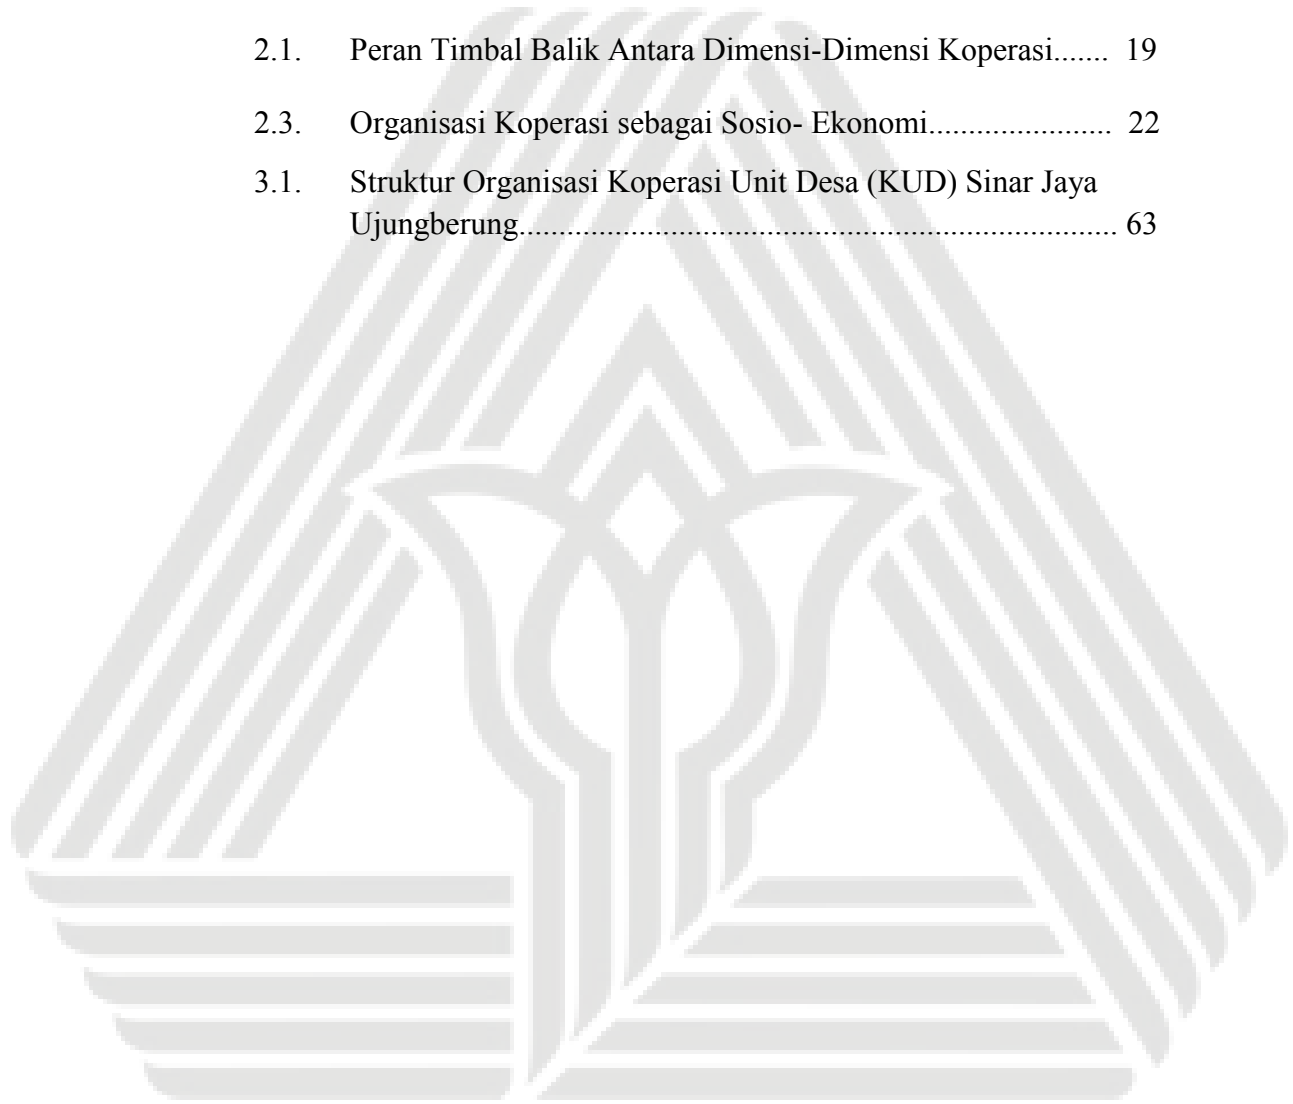 2.1. Peran Timbal Balik Antara Dimensi-Dimensi Koperasi....... 19
2.3. Organisasi Koperasi sebagai Sosio- Ekonomi....................... 22
3.1. Struktur Organisasi Koperasi Unit Desa (KUD) Sinar Jaya
Ujungberung......................................................................... 63